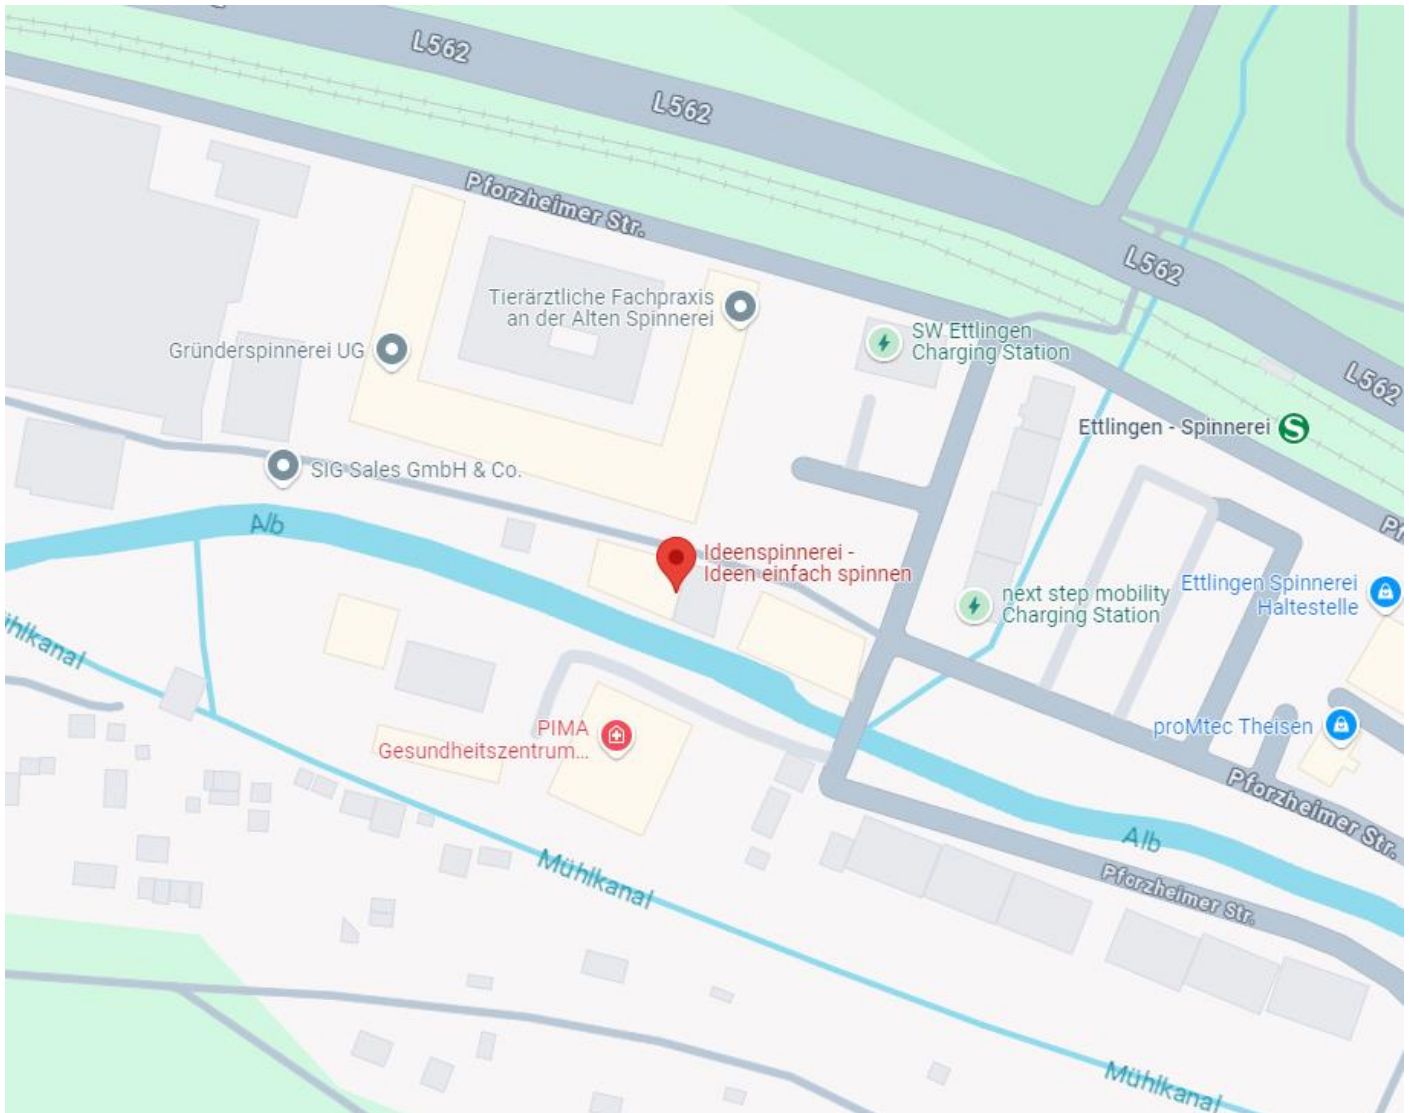 L562
L562
Pforzheimer Str.
L562
Tierärztliche Fachpraxis
an der Alten Spinnerei
SW Ettlingen
Charging Station
Gründerspinnerei UG
L562
Ettlingen - Spinnerei
S
SIG Sales GmbH & Co.
Alb
Ideenspinnerei -
Ideen einfach spinnen
next step mobility
Charging Station
Ettlingen Spinnerei
Haltestelle
PIMA
Gesundheitszentrum...
proMtec Theisen
Pforzheimer Str.
Alb
Mühlkanal
Pforzheimer Str.
Mühlkanal